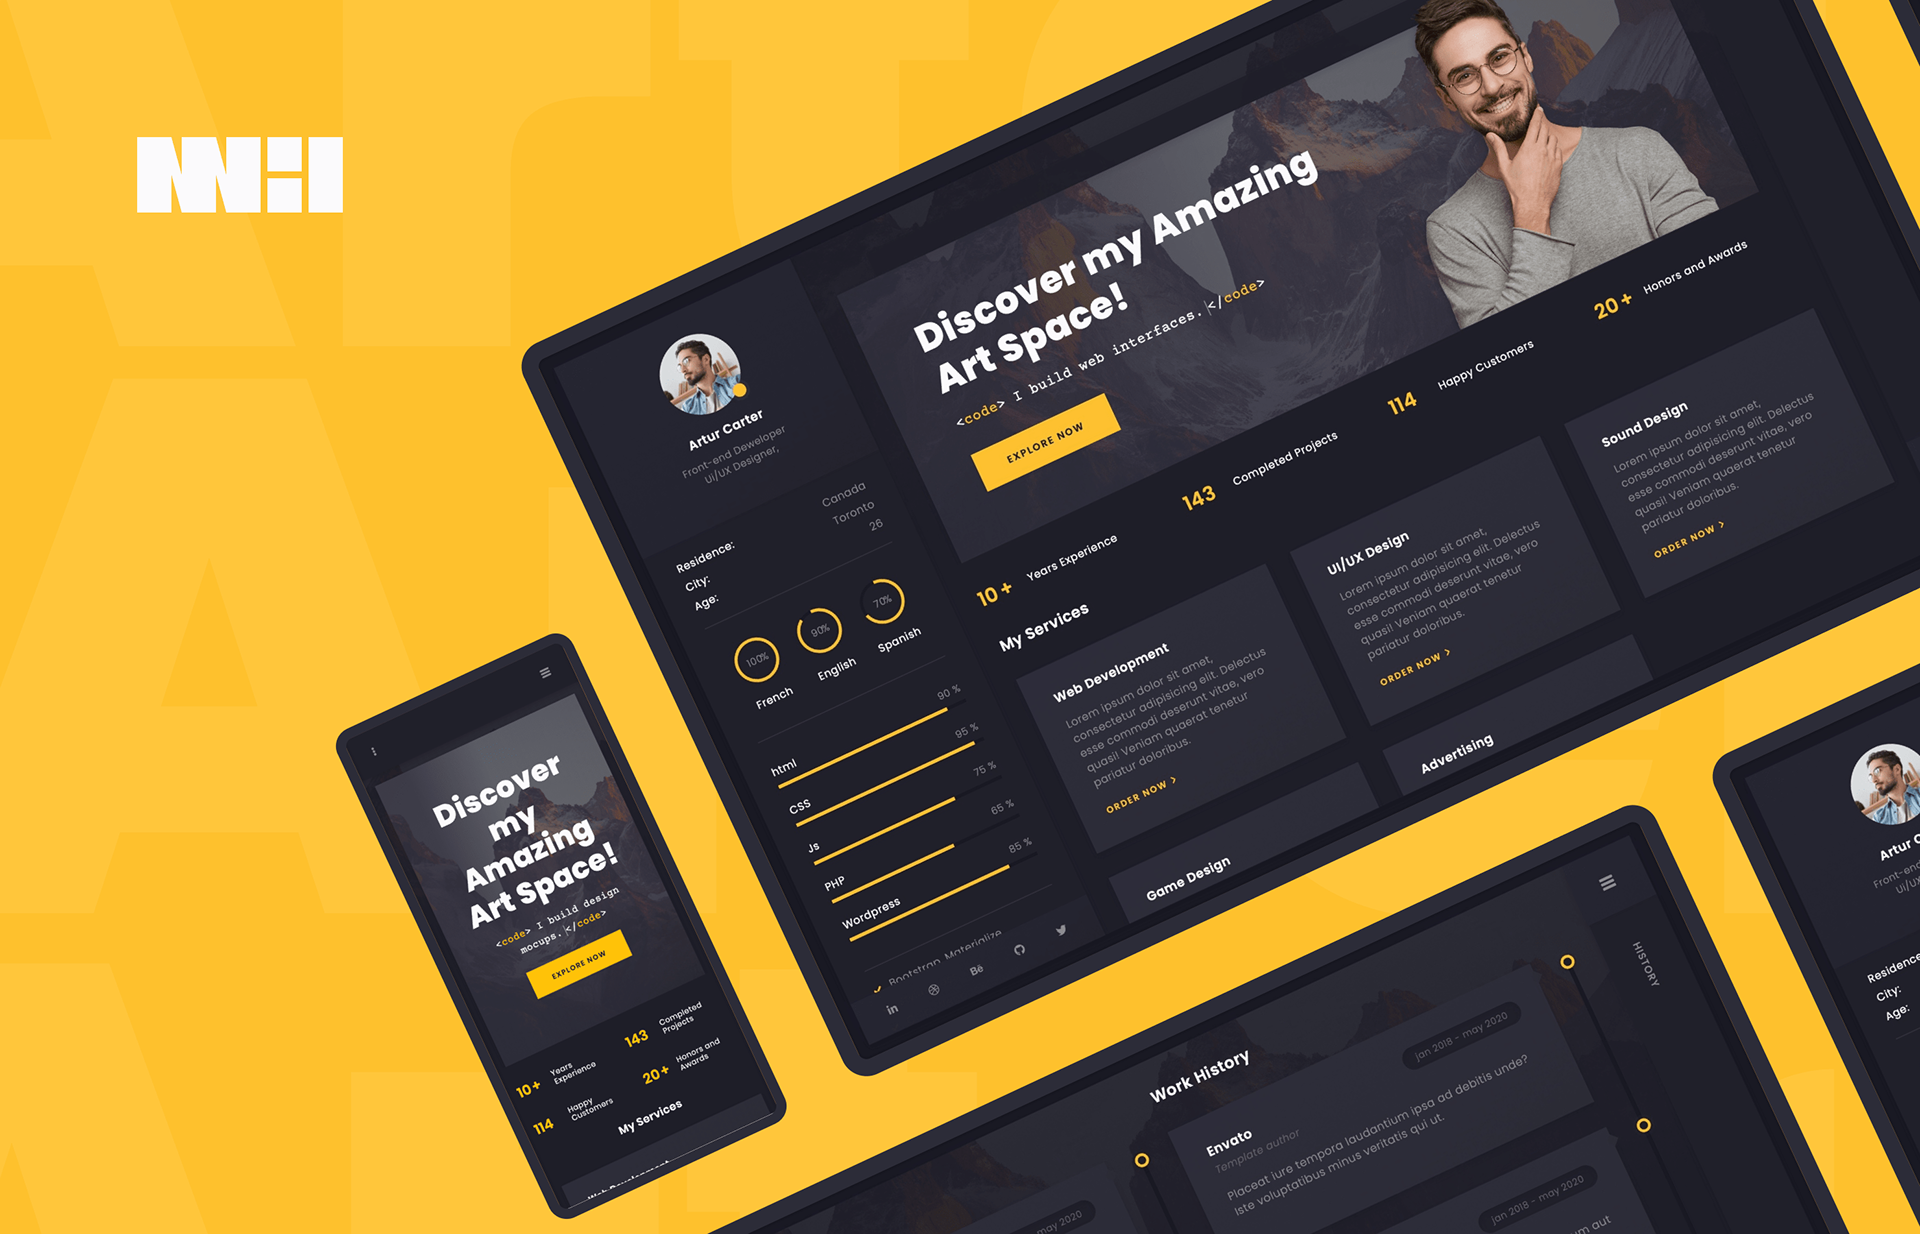 Artur Carter
Front-end Deweloper
Ui/UX Designer,
Residence:
Canada
City:
Toronto
Age:
26
100%
French
90%
English
70%
Spanish
html
90 %
CSS
95 %
Js
75 %
PHP
65 %
Wordpress
85 %
Bootstrap, Materialize
in
Bē
Discover my Amazing
Art Space!
<code> I build web interfaces. </code>
EXPLORE NOW
10 +
Years Experience
143
Completed Projects
114
Happy Customers
20 +
Honors and Awards
My Services
Web Development
Lorem ipsum dolor sit amet,
consectetur adipisicing elit. Delectus
esse commodi deserunt vitae, vero
quasi! Veniam quaerat tenetur
pariatur doloribus.
ORDER NOW >
UI/UX Design
Lorem ipsum dolor sit amet,
consectetur adipisicing elit. Delectus
esse commodi deserunt vitae, vero
quasi! Veniam quaerat tenetur
pariatur doloribus.
ORDER NOW >
Sound Design
Lorem ipsum dolor sit amet,
consectetur adipisicing elit. Delectus
esse commodi deserunt vitae, vero
quasi! Veniam quaerat tenetur
pariatur doloribus.
ORDER NOW >
Game Design
Advertising
Discover
my
Amazing
Art Space!
<code> I build design
mocups. </code>
EXPLORE NOW
10 +
Years
Experience
143
Completed
Projects
114
Happy
Customers
20 +
Honors and
Awards
My Services
Web Development
HISTORY
Work History
jan 2018 - may 2020
Envato
Template author
Placeat iure tempora laudantium ipsa ad debitis unde?
Iste voluptatibus minus veritatis qui ut.
may 2020
jan 2018 - may 2020
um aut
Artur C
Front-end
Ui/UX
Residence
City:
Age: